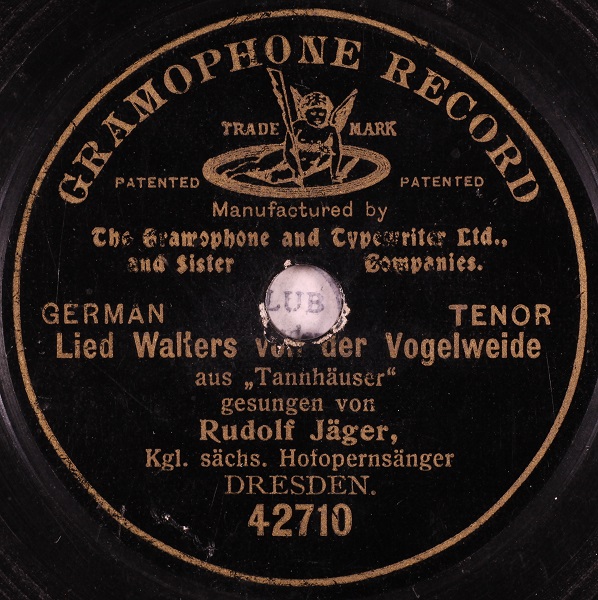 GRAMOPHONE RECORD
TRADE MARK
PATENTED PATENTED
Manufactured by
The Gramophone and Typewriter Ltd.,
and Sister Companies.
LUB
GERMAN TENOR
Lied Walters von der Vogelweide
aus „Tannhäuser“
gesungen von
Rudolf Jäger,
Kgl. sächs. Hofopernsänger
DRESDEN.
42710